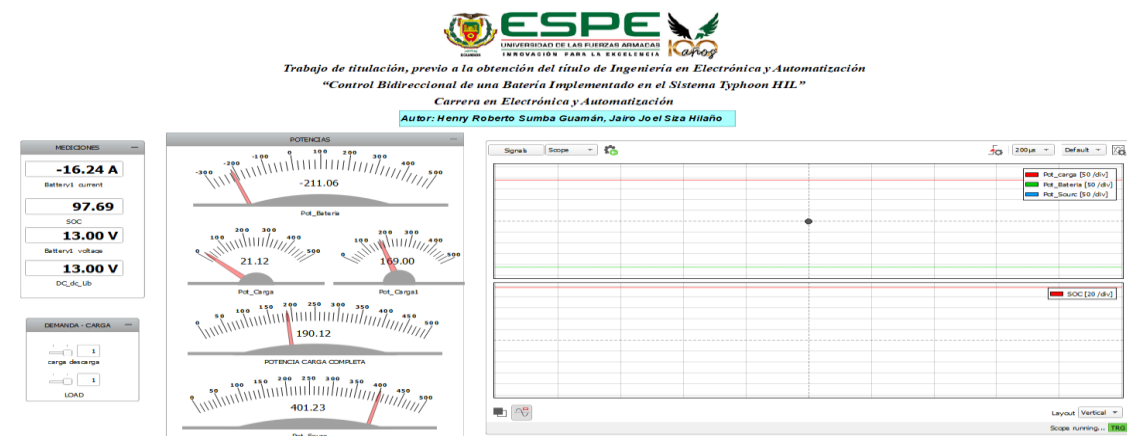 ESPE
UNIVERSIDAD DE LAS FUERZAS ARMADAS
INNOVACIÓN PARA LA EXCELENCIA
ECUADOR
100 años
Trabajo de titulación, previo a la obtención del título de Ingeniería en Electrónica y Automatización
“Control Bidireccional de una Batería Implementado en el Sistema Typhoon HIL”
Carrera en Electrónica y Automatización
Autor: Henry Roberto Sumba Guamán, Jairo Joel Siza Hilaño
MEDICIONES
-16.24 A
Battery1 current
97.69
SOC
13.00 V
Battery1 voltage
13.00 V
DC_dc_Ub
DEMANDA - CARGA
1
carga descarga
1
LOAD
POTENCIAS
-300 -200 -100 0 100 200 300 400 500
-211.06
Pot_Bateria
0 100 200 300 400 500
21.12
Pot_Carga
0 100 200 300 400 500
169.00
Pot_Carga1
0 50 100 150 200 250 300 350 400 450 500
190.12
POTENCIA CARGA COMPLETA
0 50 100 150 200 250 300 350 400 450 500
401.23
Signals
Scope
200µs
Default
Pot_carga [50 /div]
Pot_Bateria [50 /div]
Pot_Sourc [50 /div]
SOC [20 /div]
Layout Vertical
Scope running... TRG